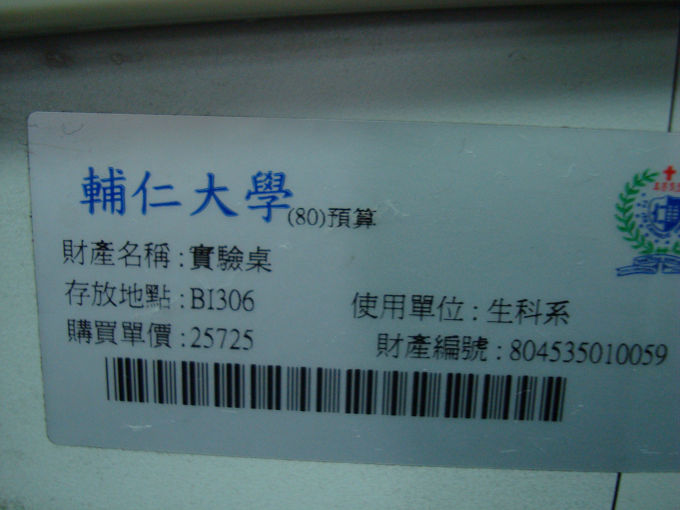 輔仁大學(80)預算
財產名稱:實驗桌
存放地點:BI306
使用單位:生科系
購買單價:25725
財產編號:804535010059